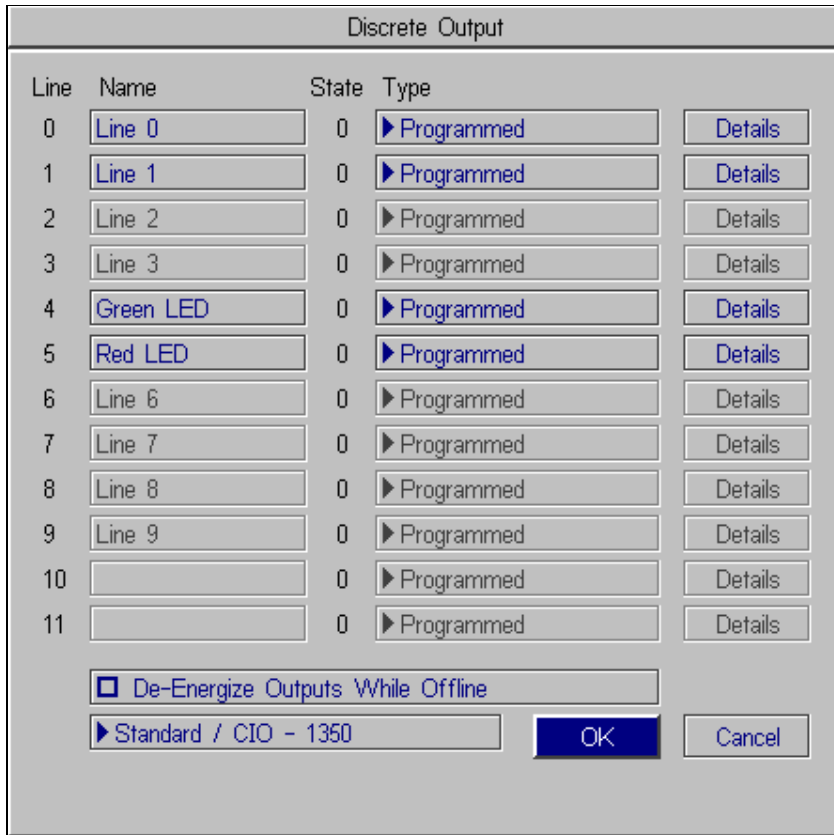 Discrete Output
Line Name State Type
0 Line 0 0 Programmed Details
1 Line 1 0 Programmed Details
2 Line 2 0 Programmed Details
3 Line 3 0 Programmed Details
4 Green LED 0 Programmed Details
5 Red LED 0 Programmed Details
6 Line 6 0 Programmed Details
7 Line 7 0 Programmed Details
8 Line 8 0 Programmed Details
9 Line 9 0 Programmed Details
10 0 Programmed Details
11 0 Programmed Details
De-Energize Outputs While Offline
Standard / CIO - 1350 OK Cancel